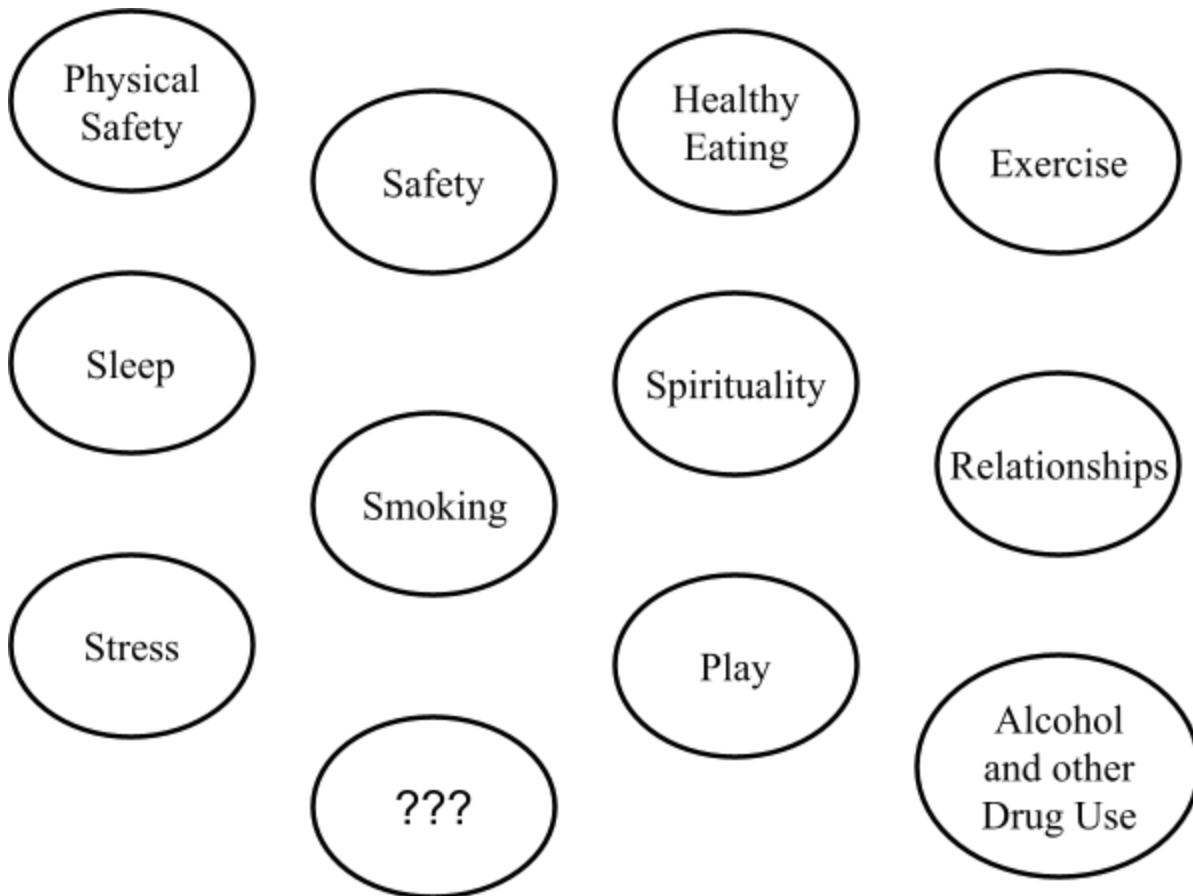 Physical
Safety
Safety
Healthy
Eating
Exercise
Sleep
Smoking
Spirituality
Relationships
Stress
???
Play
Alcohol
and other
Drug Use